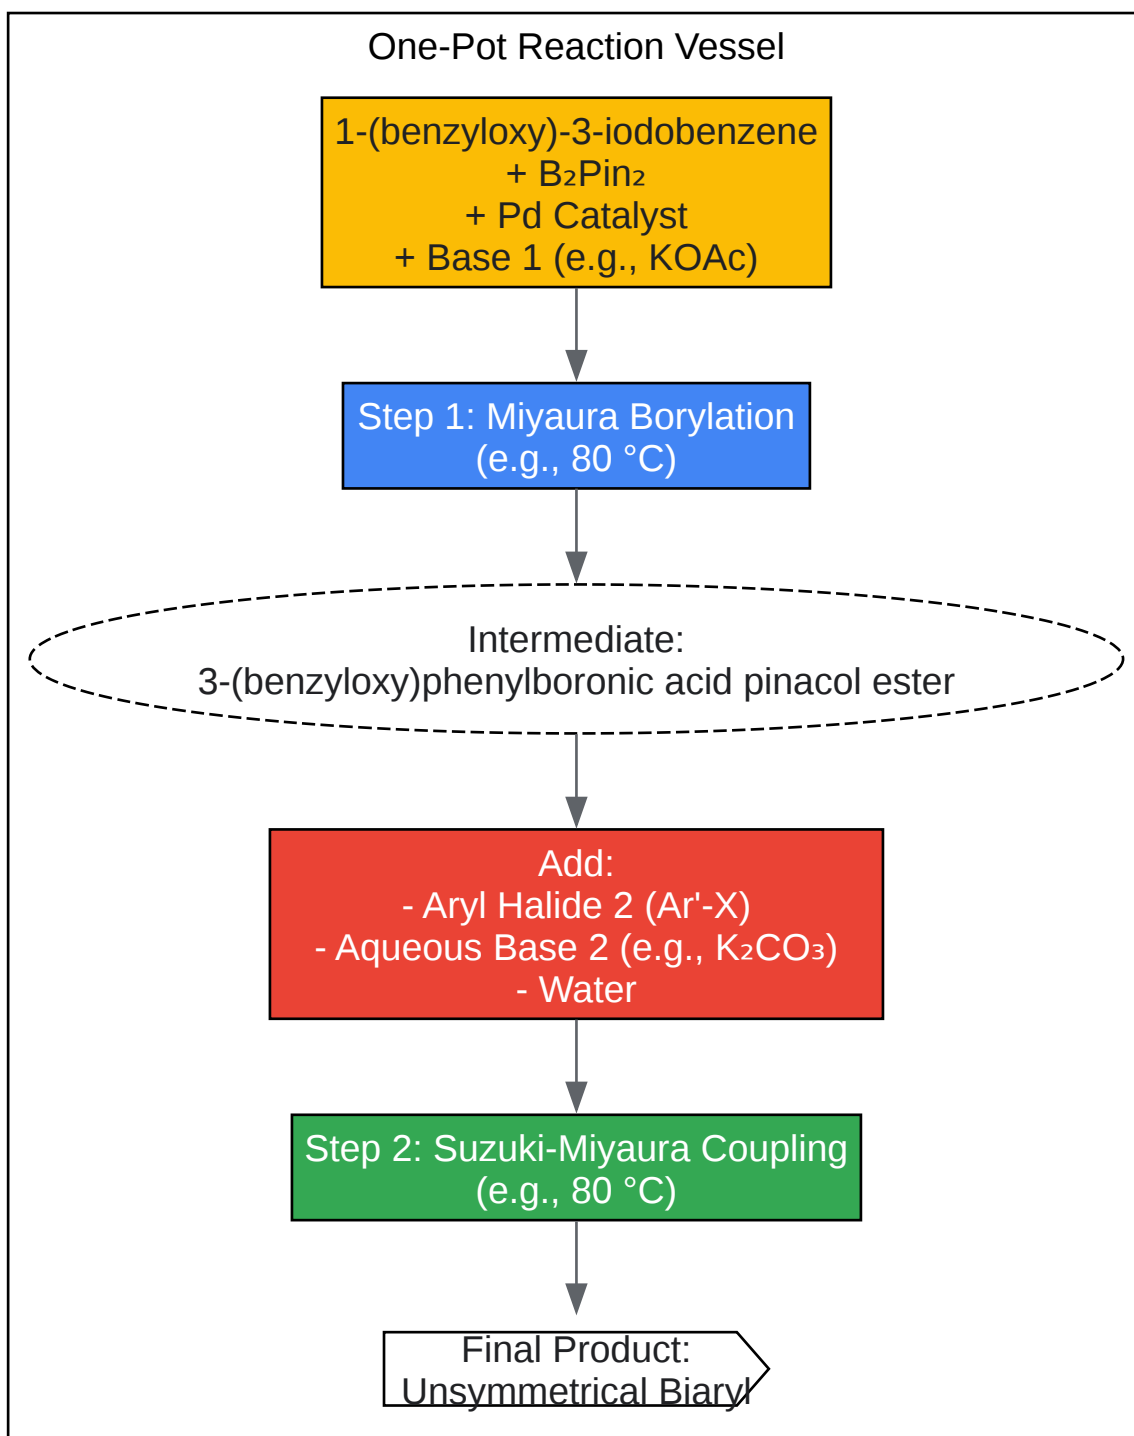 One-Pot Reaction Vessel
1-(benzyloxy)-3-iodobenzene
+ B₂Pin₂
+ Pd Catalyst
+ Base 1 (e.g., KOAc)
Step 1: Miyaura Borylation
(e.g., 80 °C)
Intermediate:
3-(benzyloxy)phenylboronic acid pinacol ester
Add:
- Aryl Halide 2 (Ar'-X)
- Aqueous Base 2 (e.g., K₂CO₃)
- Water
Step 2: Suzuki-Miyaura Coupling
(e.g., 80 °C)
Final Product:
Unsymmetrical Biaryl